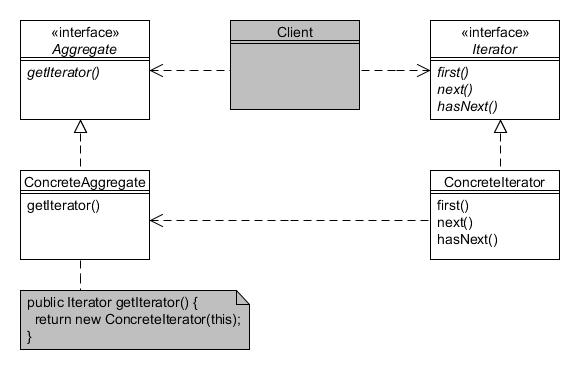 «interface»
Aggregate
getIterator()
Client
«interface»
Iterator
first()
next()
hasNext()
ConcreteAggregate
getIterator()
ConcreteIterator
first()
next()
hasNext()
public Iterator getIterator() {
return new ConcreteIterator(this);
}